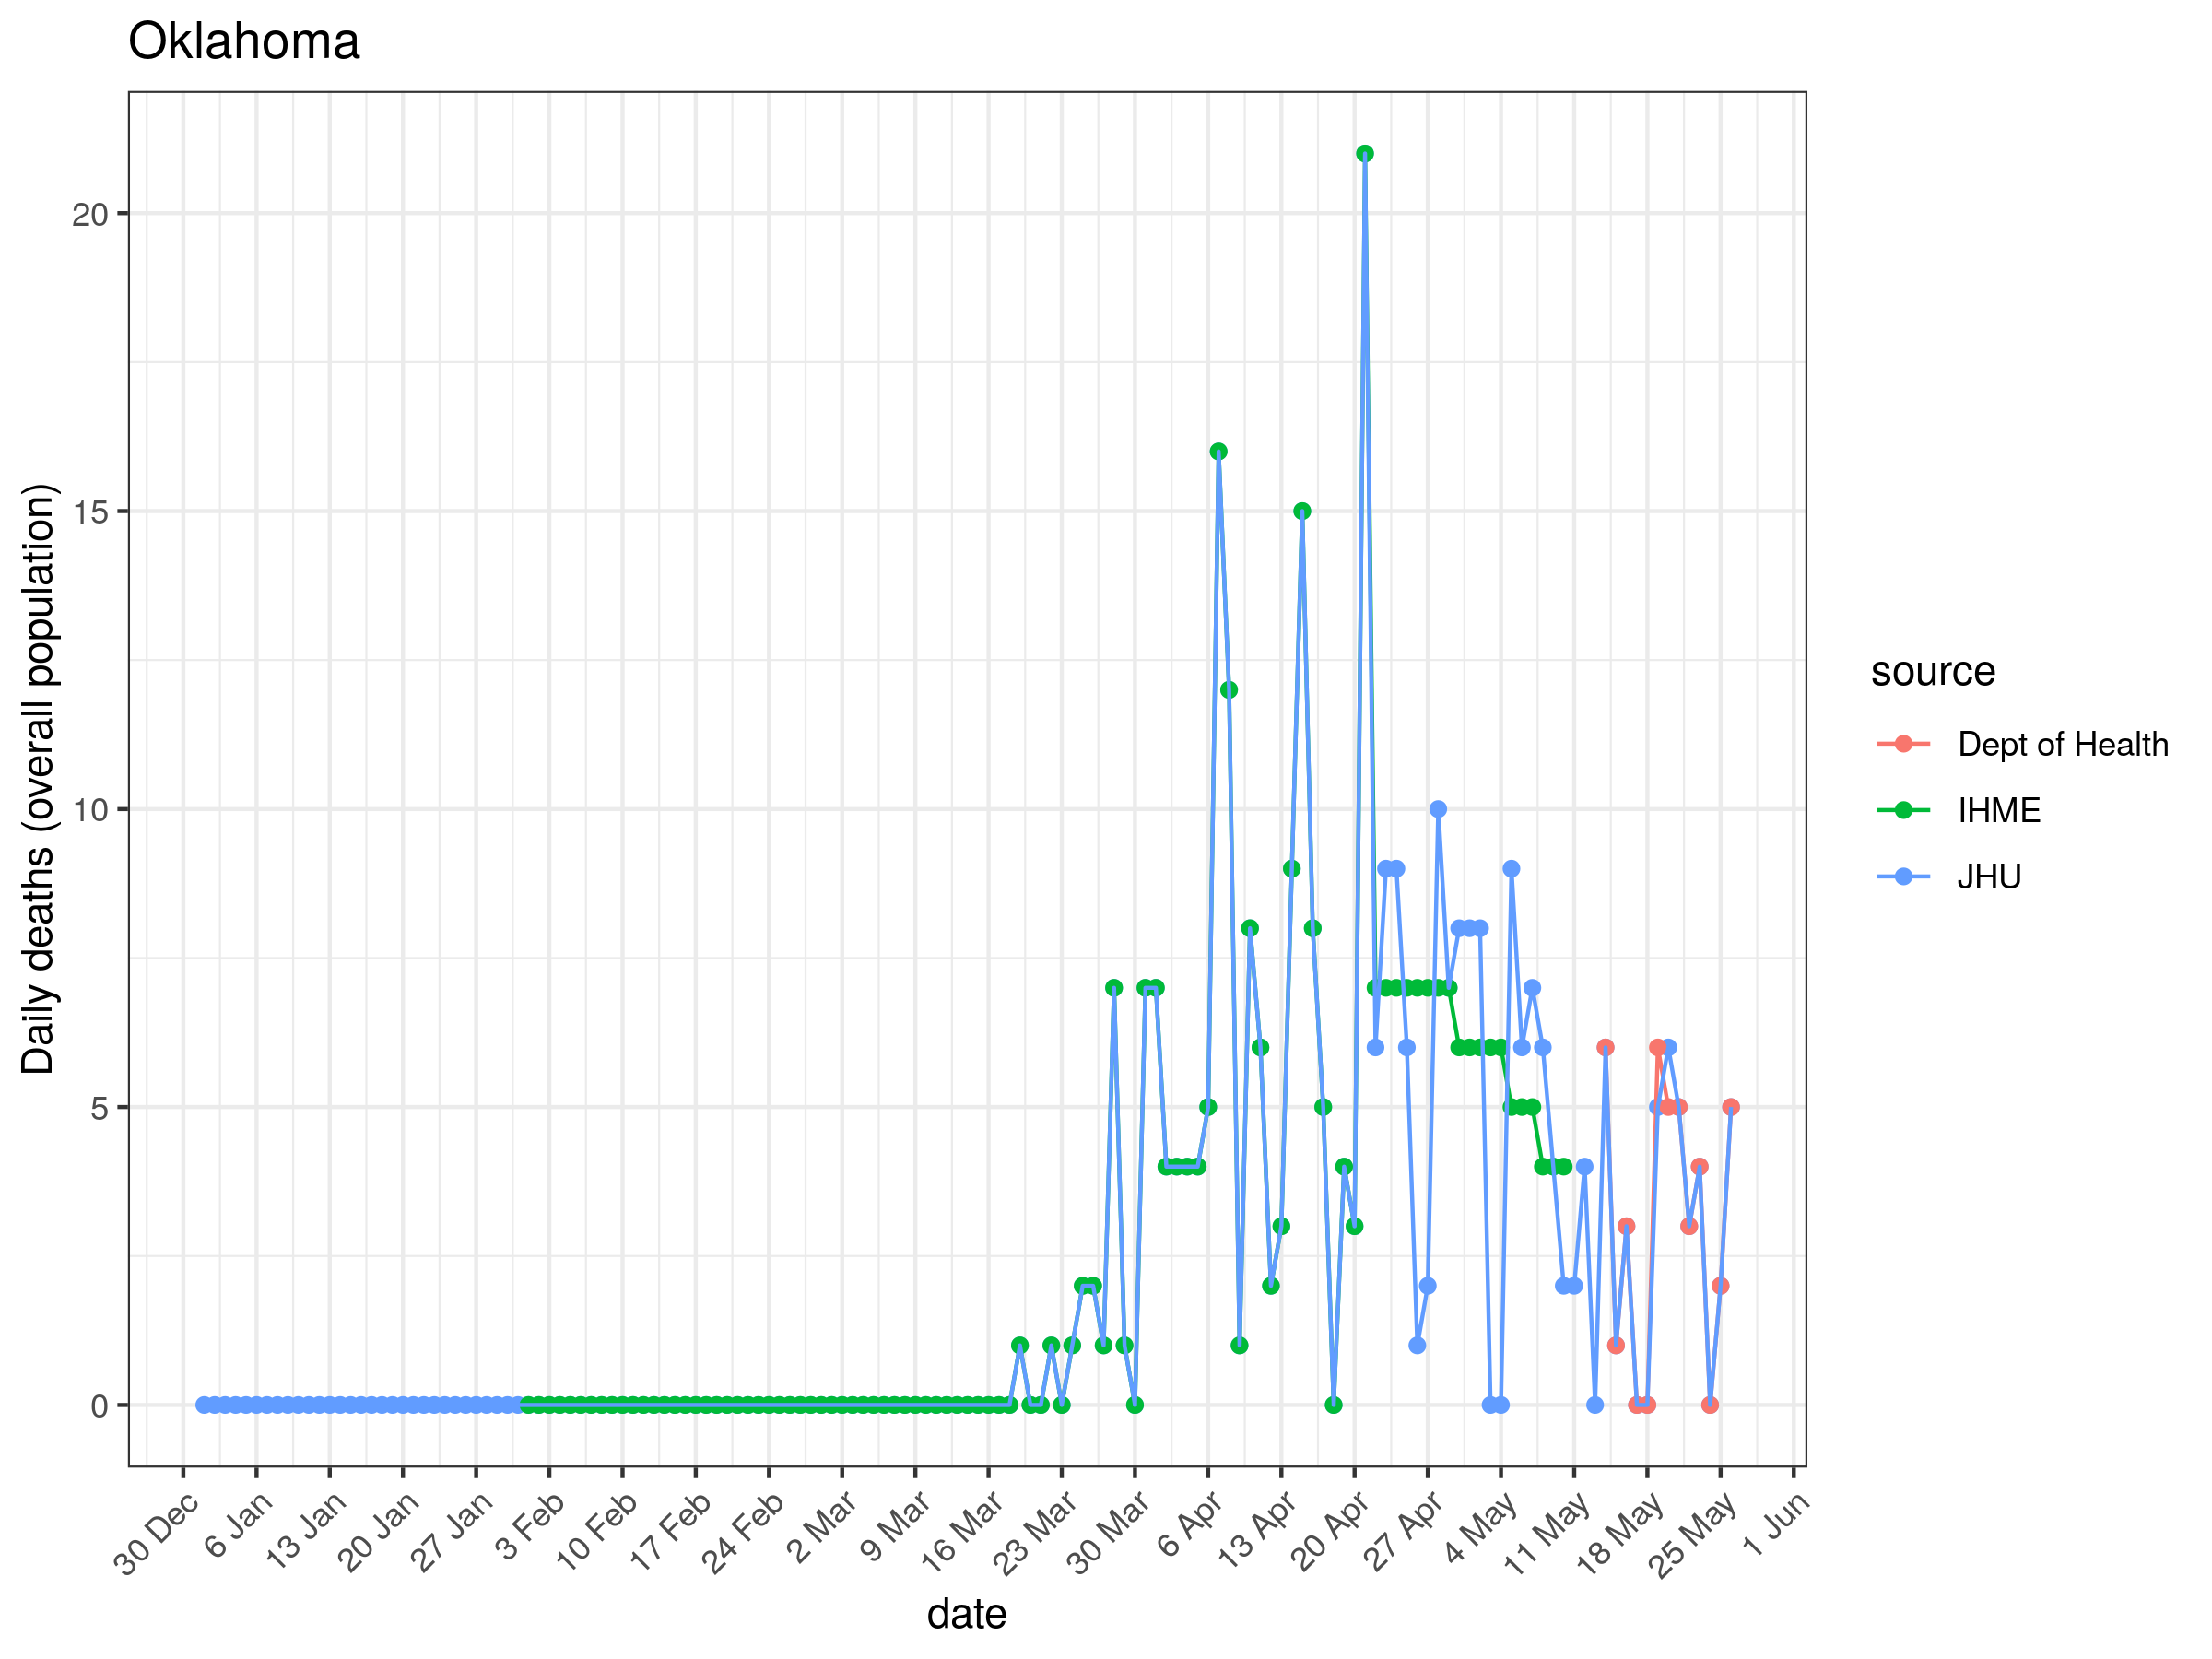 Oklahoma
Daily deaths (overall population)
20
15
10
5
0
30 Dec
6 Jan
13 Jan
20 Jan
27 Jan
3 Feb
10 Feb
17 Feb
24 Feb
2 Mar
9 Mar
16 Mar
23 Mar
30 Mar
6 Apr
13 Apr
20 Apr
27 Apr
4 May
11 May
18 May
25 May
1 Jun
date
source
Dept of Health
IHME
JHU